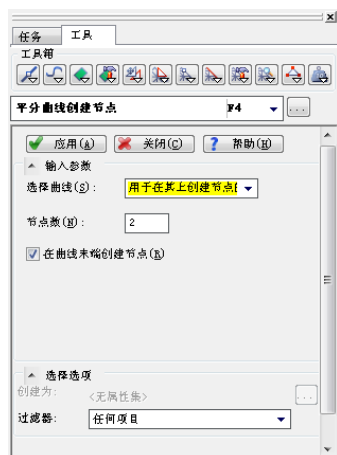 任务 工具
工具箱
平分曲线创建节点 F4 ...
应用(A) 关闭(C) ? 帮助(H)
输入参数
选择曲线(S): 用于在其上创建节点的
节点数(N): 2
在曲线末端创建节点(R)
选择选项
创建为: <无属性集> ...
过滤器: 任何项目